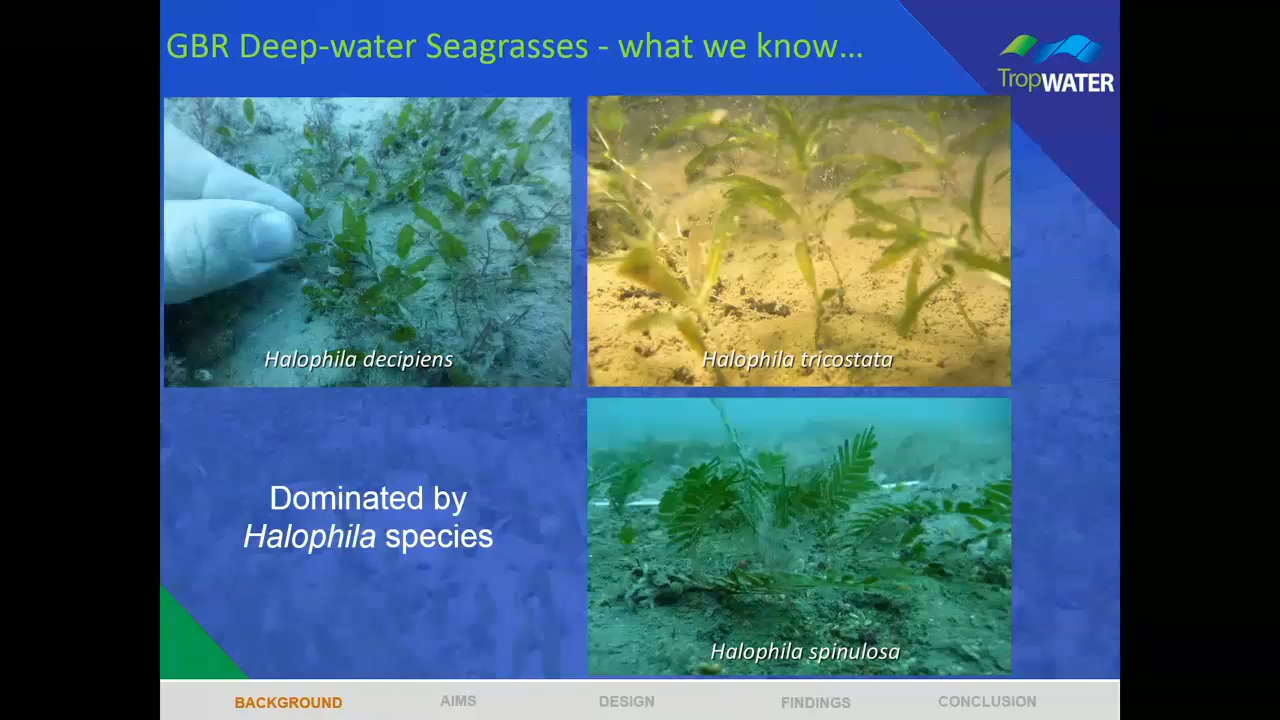 GBR Deep-water Seagrasses - what we know...
TropWATER
Halophila decipiens
Halophila tricostata
Dominated by
Halophila species
Halophila spinulosa
BACKGROUND
AIMS
DESIGN
FINDINGS
CONCLUSION